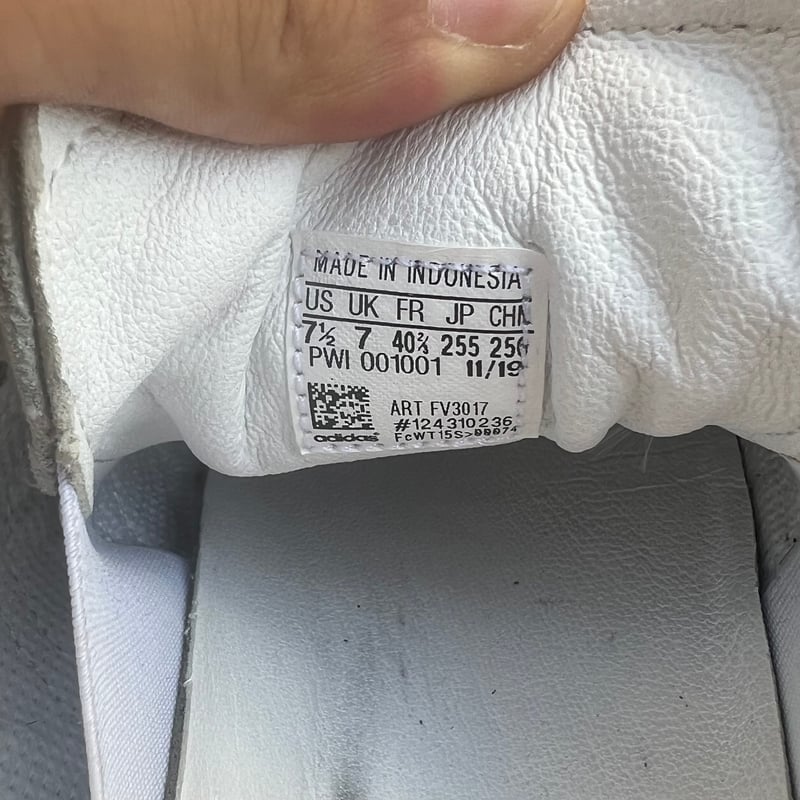 MADE IN INDONESIA
US UK FR JP CHN
7½ 7 40⅔ 255
PWI 001001 11/19
ART FV3017
#124310236
adidas